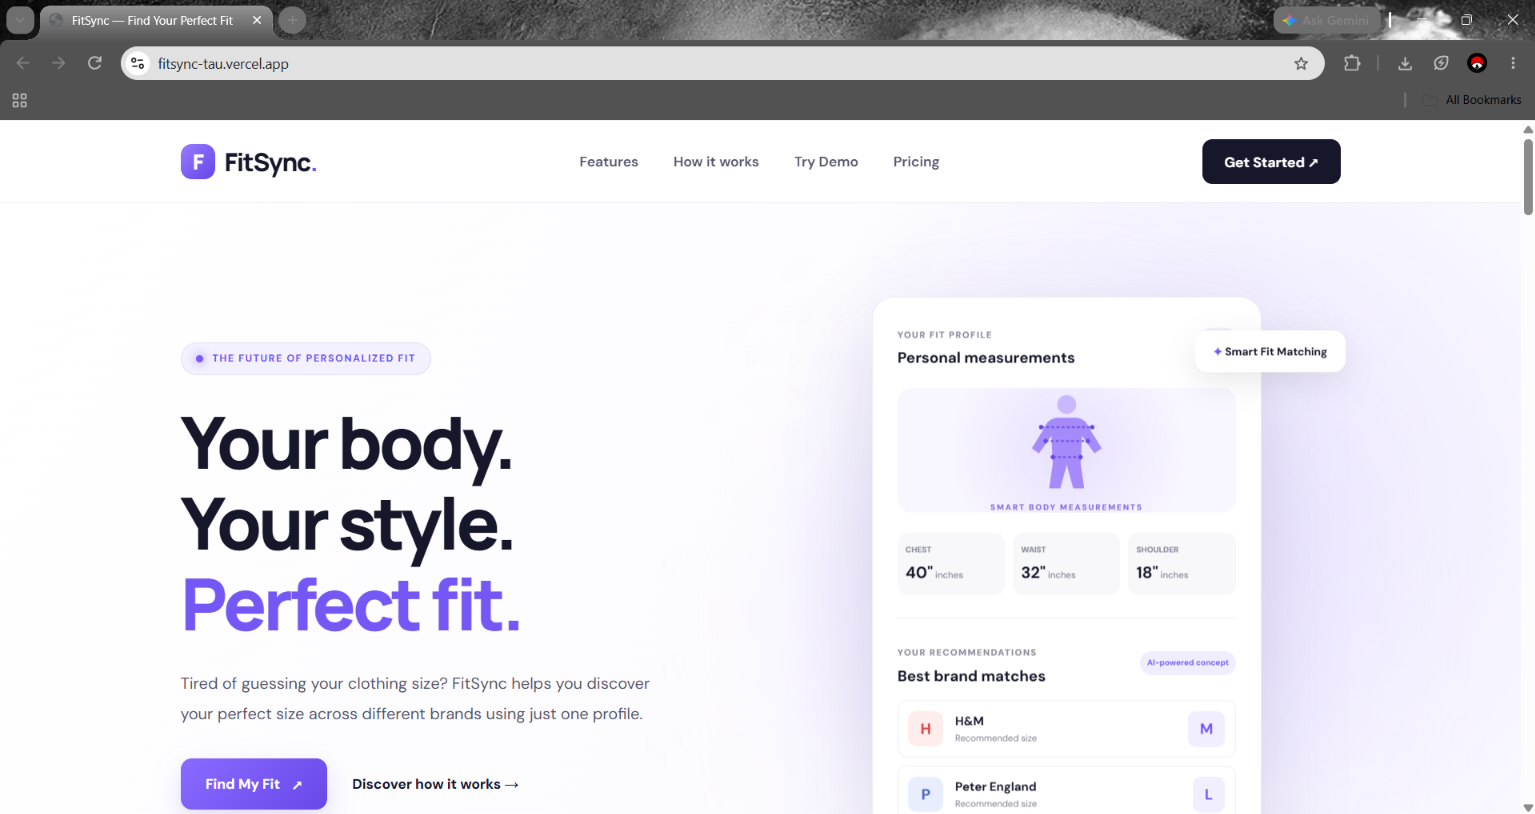 FitSync — Find Your Perfect Fit
Ask Gemini
fitsync-tau.vercel.app
All Bookmarks
F FitSync.
Features
How it works
Try Demo
Pricing
Get Started ↗
THE FUTURE OF PERSONALIZED FIT
Your body.
Your style.
Perfect fit.
Tired of guessing your clothing size? FitSync helps you discover
your perfect size across different brands using just one profile.
Find My Fit ↗
Discover how it works →
YOUR FIT PROFILE
Personal measurements
✦ Smart Fit Matching
SMART BODY MEASUREMENTS
CHEST
40" inches
WAIST
32" inches
SHOULDER
18" inches
YOUR RECOMMENDATIONS
Best brand matches
AI-powered concept
H
H&M
Recommended size
M
P
Peter England
Recommended size
L